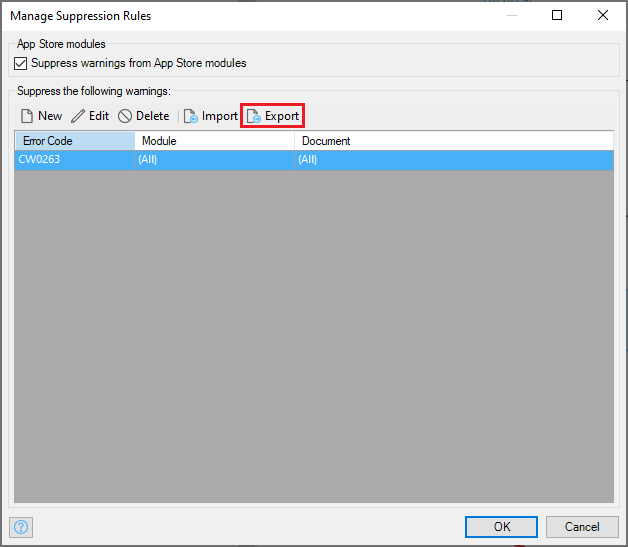 Manage Suppression Rules
App Store modules
Suppress warnings from App Store modules
Suppress the following warnings:
New Edit Delete Import Export
Error Code Module Document
CW0263 (All) (All)
OK Cancel